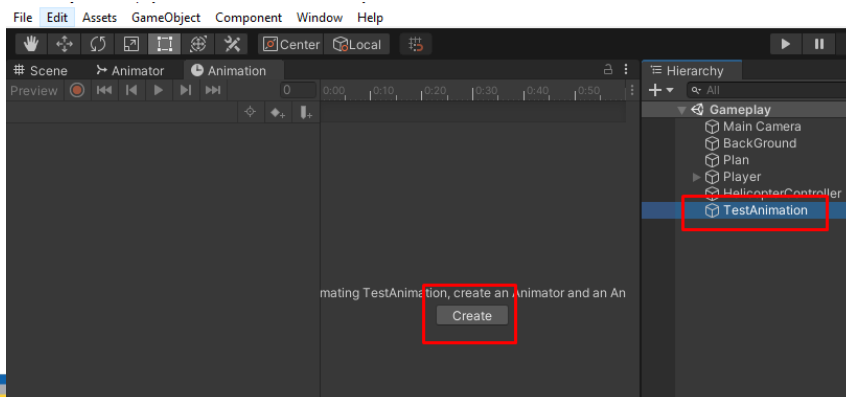 File Edit Assets GameObject Component Window Help
Center Local
# Scene Animator Animation
Hierarchy
Preview 0 0:00 0:10 0:20 0:30 0:40 0:50
All
Gameplay
Main Camera
BackGround
Plan
Player
HelicopterController
TestAnimation
mating TestAnimation, create an Animator and an An
Create